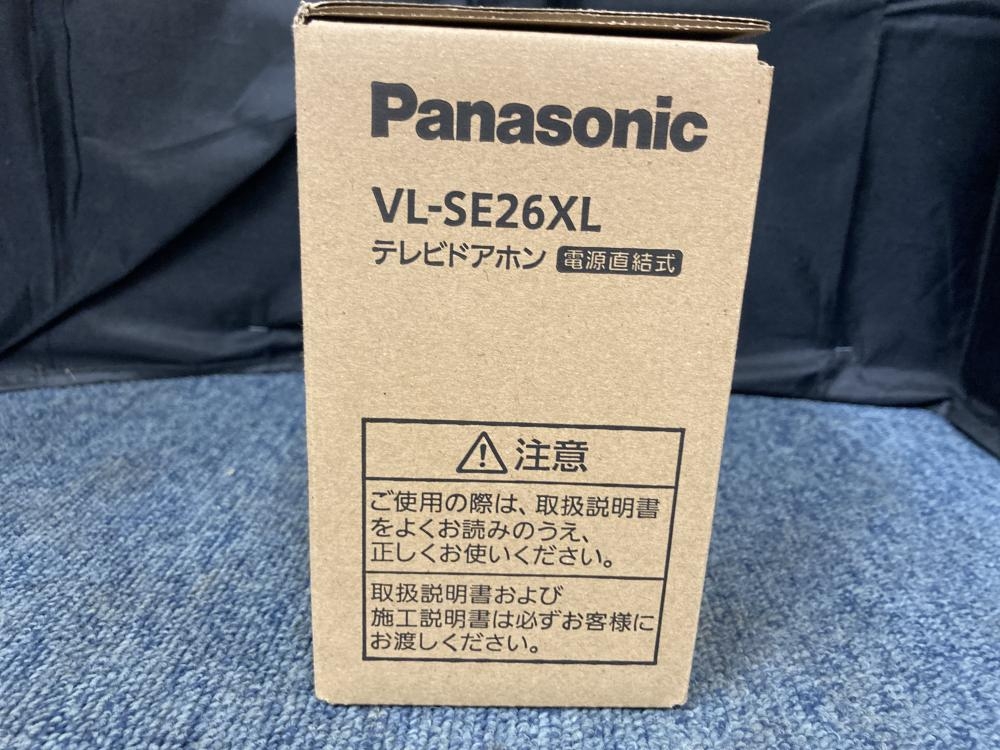 Panasonic
VL-SE26XL
テレビドアホン 電源直結式
注意
ご使用の際は、取扱説明書
をよくお読みのうえ、
正しくお使いください。
取扱説明書および
施工説明書は必ずお客様に
お渡しください。